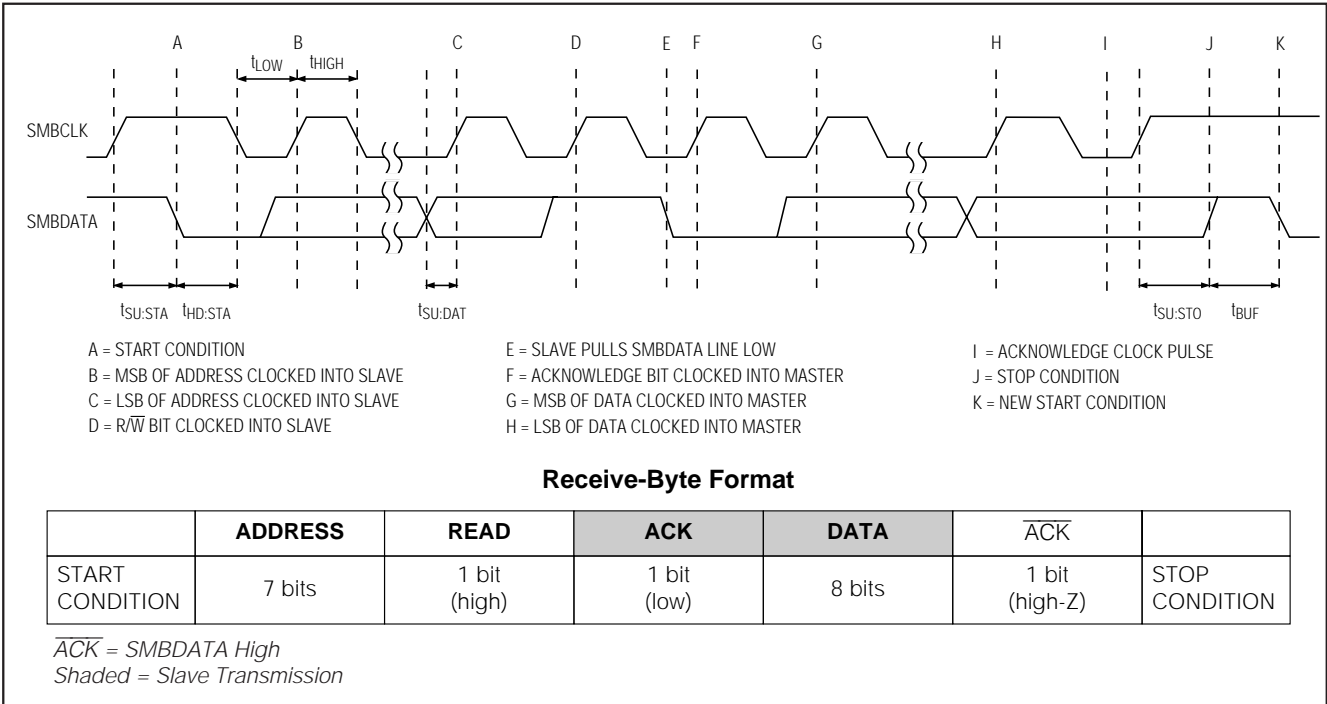 A B C D E F G H I J K
tLOW tHIGH
SMBCLK
SMBDATA
tSU:STA tHD:STA tSU:DAT tSU:STO tBUF
A = START CONDITION
B = MSB OF ADDRESS CLOCKED INTO SLAVE
C = LSB OF ADDRESS CLOCKED INTO SLAVE
D = R/W̅ BIT CLOCKED INTO SLAVE
E = SLAVE PULLS SMBDATA LINE LOW
F = ACKNOWLEDGE BIT CLOCKED INTO MASTER
G = MSB OF DATA CLOCKED INTO MASTER
H = LSB OF DATA CLOCKED INTO MASTER
I = ACKNOWLEDGE CLOCK PULSE
J = STOP CONDITION
K = NEW START CONDITION
Receive-Byte Format
ADDRESS READ ACK DATA A̅C̅K̅
START CONDITION 7 bits 1 bit (high) 1 bit (low) 8 bits 1 bit (high-Z) STOP CONDITION
A̅C̅K̅ = SMBDATA High
Shaded = Slave Transmission